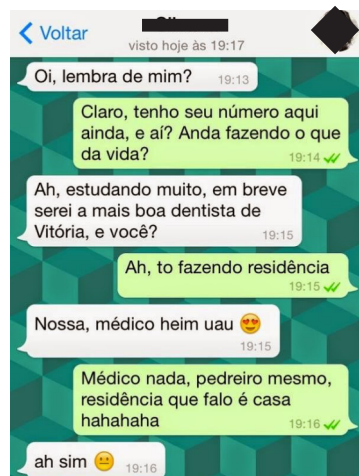 Voltar
visto hoje às 19:17
Oi, lembra de mim? 19:13
Claro, tenho seu número aqui
ainda, e aí? Anda fazendo o que
da vida? 19:14
Ah, estudando muito, em breve
serei a mais boa dentista de
Vitória, e você? 19:15
Ah, to fazendo residência
19:15
Nossa, médico heim uau 😍
19:15
Médico nada, pedreiro mesmo,
residência que falo é casa
hahahaha 19:16
ah sim 😐 19:16